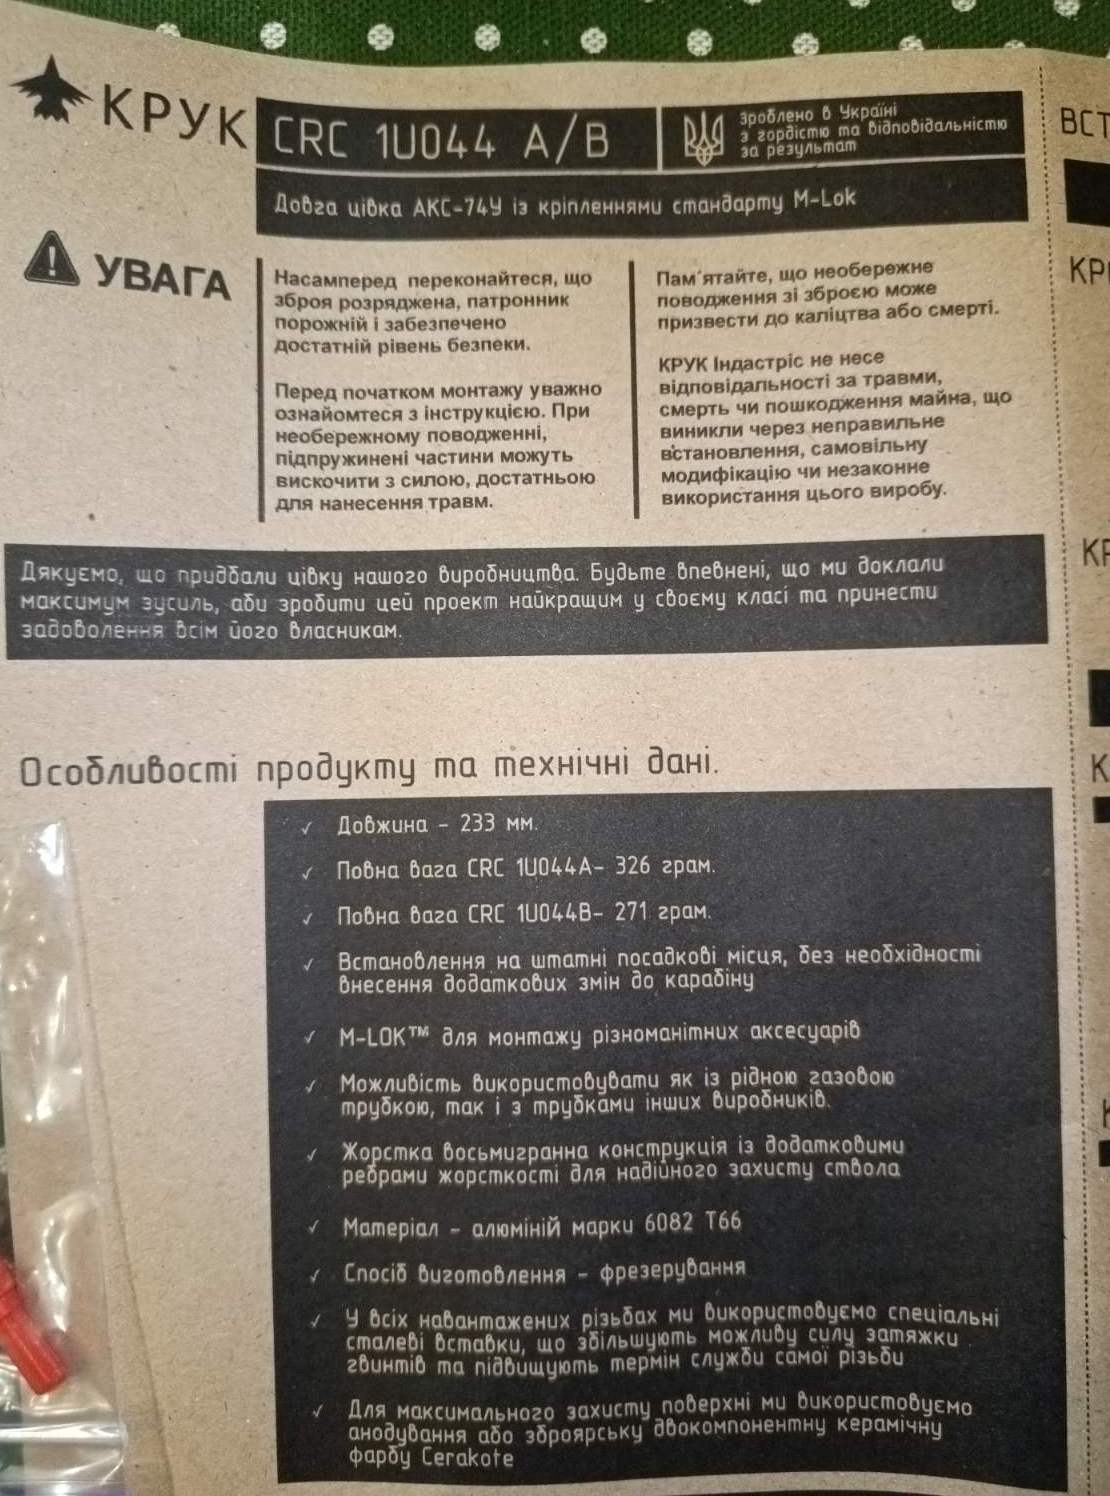 КРУК
CRC 1U044 A/B
зроблено в Україні
з гордістю та відповідальністю
за результат
Довга цівка АКС-74У із кріпленнями стандарту M-Lok
УВАГА
Насамперед переконайтеся, що
зброя розряджена, патронник
порожній і забезпечено
достатній рівень безпеки.
Перед початком монтажу уважно
ознайомтеся з інструкцією. При
необережному поводженні,
підпружинені частини можуть
вискочити з силою, достатньою
для нанесення травм.
Пам´ятайте, що необережне
поводження зі зброєю може
призвести до каліцтва або смерті.
КРУК Індастріс не несе
відповідальності за травми,
смерть чи пошкодження майна, що
виникли через неправильне
встановлення, самовільну
модифікацію чи незаконне
використання цього виробу.
Дякуємо, що придбали цівку нашого виробництва. Будьте впевнені, що ми доклали
максимум зусиль, аби зробити цей проект найкращим у своєму класі та принести
задоволення всім його власникам.
Особливості продукту та технічні дані.
✓ Довжина – 233 мм.
✓ Повна вага CRC 1U044A– 326 грам.
✓ Повна вага CRC 1U044B– 271 грам.
✓ Встановлення на штатні посадкові місця, без необхідності
внесення додаткових змін до карабіну
✓ M-LOK™ для монтажу різноманітних аксесуарів
✓ Можливість використовувати як із рідною газовою
трубкою, так і з трубками інших виробників.
✓ Жорстка восьмигранна конструкція із додатковими
ребрами жорсткості для надійного захисту ствола
✓ Матеріал – алюміній марки 6082 T66
✓ Спосіб виготовлення – фрезерування
✓ У всіх навантажених різьбах ми використовуємо спеціальні
сталеві вставки, що збільшують можливу силу затяжки
гвинтів та підвищують термін служби самої різьби
✓ Для максимального захисту поверхні ми використовуємо
анодування або зброярську двокомпонентну керамічну
фарбу Cerakote